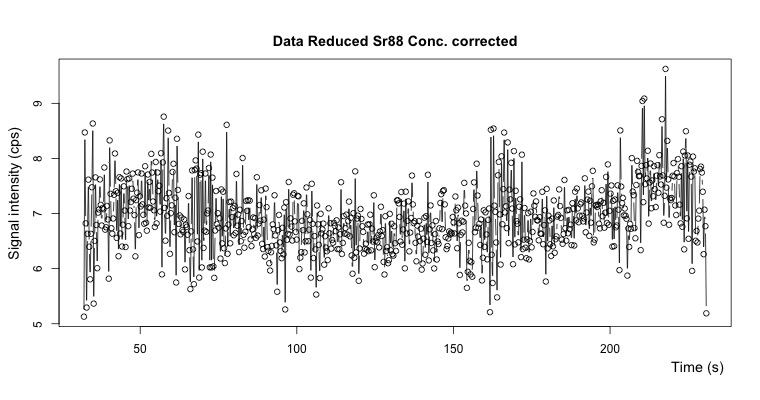 Data Reduced Sr88 Conc. corrected
Signal intensity (cps)
9
8
7
6
5
50 100 150 200
Time (s)